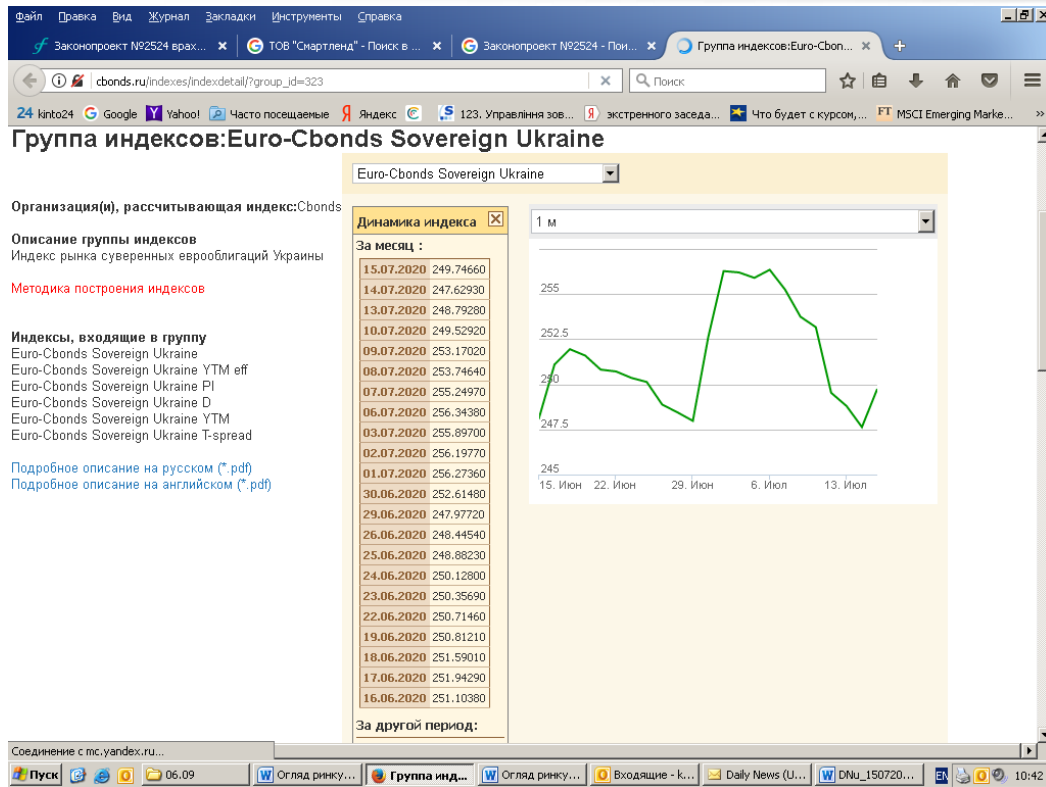 Файл Правка Вид Журнал Закладки Инструменты Справка
Законопроект №2524 врах... ТОВ "Смартленд" - Поиск в ... Законопроект №2524 - Пои... Группа индексов:Euro-Cbon...
cbonds.ru/indexes/indexdetail/?group_id=323 Поиск
24 kinto24 Google Yahoo! Часто посещаемые Яндекс 123. Управління зов... экстренного заседа... Что будет с курсом,... FT MSCI Emerging Marke... »
Группа индексов:Euro-Cbonds Sovereign Ukraine
Euro-Cbonds Sovereign Ukraine
Организация(и), рассчитывающая индекс:Cbonds
Описание группы индексов
Индекс рынка суверенных еврооблигаций Украины
Методика построения индексов
Индексы, входящие в группу
Euro-Cbonds Sovereign Ukraine
Euro-Cbonds Sovereign Ukraine YTM eff
Euro-Cbonds Sovereign Ukraine PI
Euro-Cbonds Sovereign Ukraine D
Euro-Cbonds Sovereign Ukraine YTM
Euro-Cbonds Sovereign Ukraine T-spread
Подробное описание на русском (*.pdf)
Подробное описание на английском (*.pdf)
Динамика индекса
За месяц :
15.07.2020 249.74660
14.07.2020 247.62930
13.07.2020 248.79280
10.07.2020 249.52920
09.07.2020 253.17020
08.07.2020 253.74640
07.07.2020 255.24970
06.07.2020 256.34380
03.07.2020 255.89700
02.07.2020 256.19770
01.07.2020 256.27360
30.06.2020 252.61480
29.06.2020 247.97720
26.06.2020 248.44540
25.06.2020 248.88230
24.06.2020 250.12800
23.06.2020 250.35690
22.06.2020 250.71460
19.06.2020 250.81210
18.06.2020 251.59010
17.06.2020 251.94290
16.06.2020 251.10380
За другой период:
1 м
255
252.5
250
247.5
245
15. Июн 22. Июн 29. Июн 6. Июл 13. Июл
Соединение с mc.yandex.ru...
Пуск 06.09 Огляд ринку... Группа инд... Огляд ринку... Входящие - k... Daily News (U... DNu_150720... EN 10:42